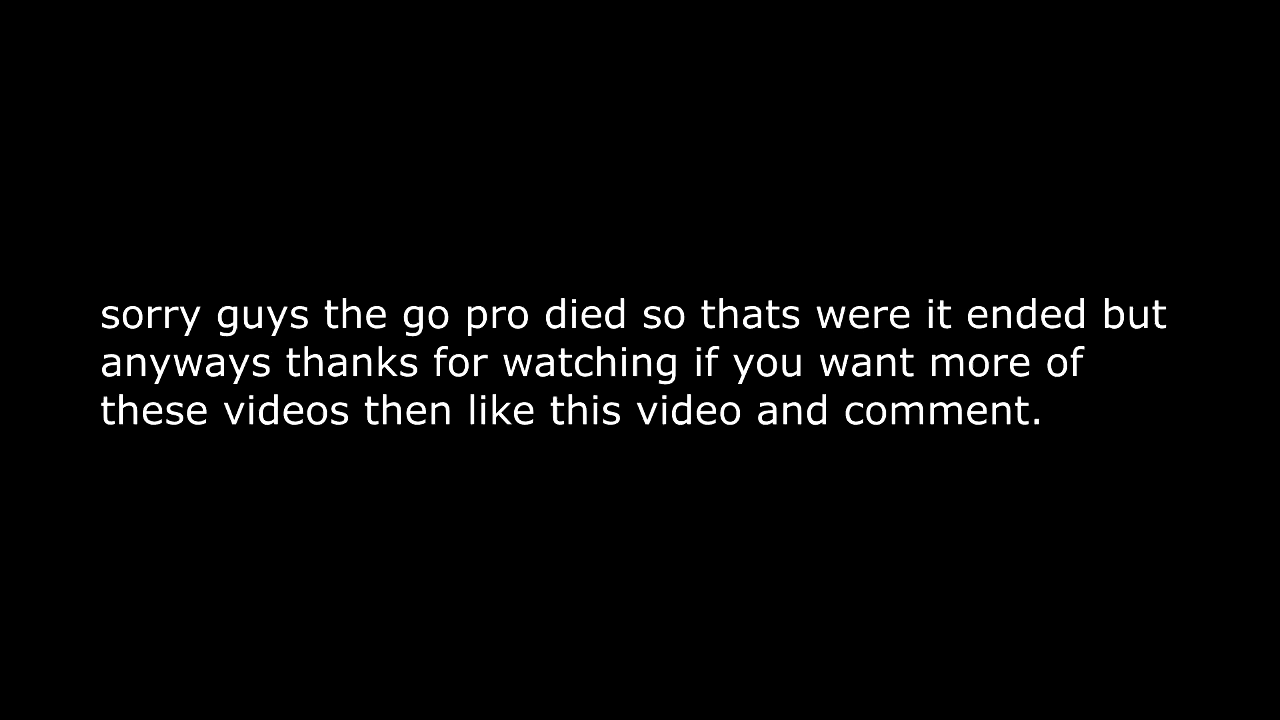 sorry guys the go pro died so thats were it ended but
anyways thanks for watching if you want more of
these videos then like this video and comment.